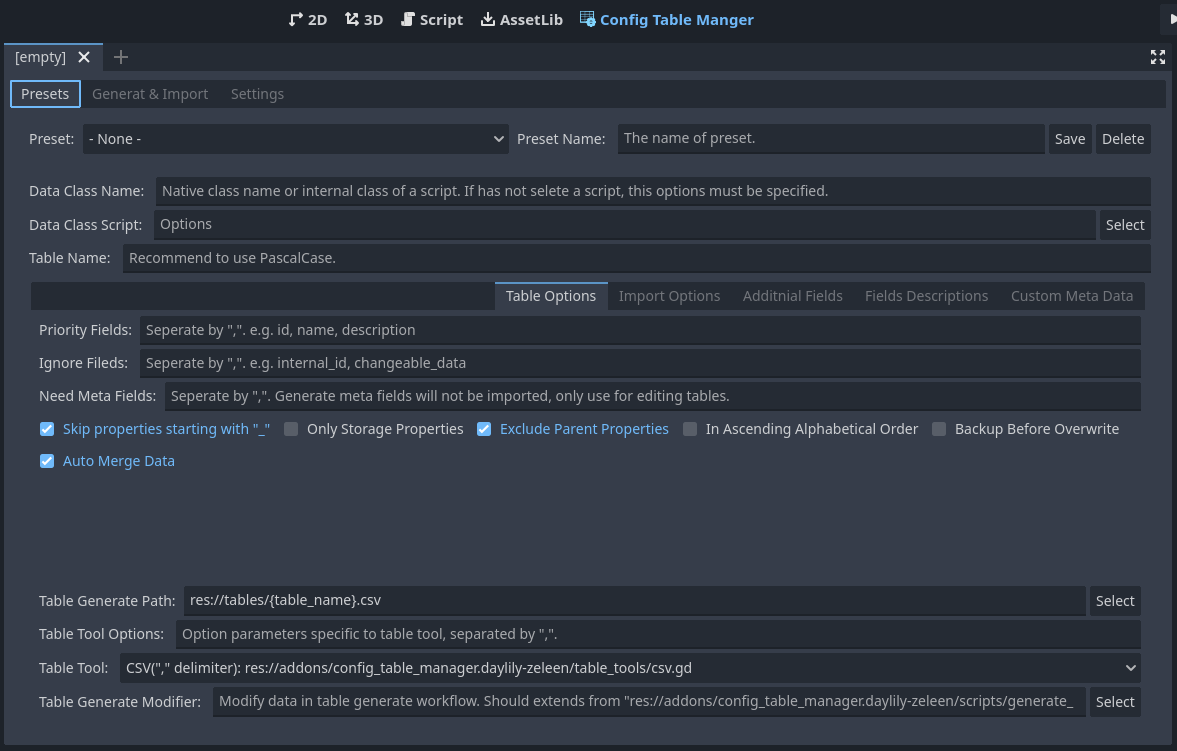 2D 3D Script AssetLib Config Table Manger
[empty]
Presets Generat & Import Settings
Preset: - None - Preset Name: The name of preset. Save Delete
Data Class Name: Native class name or internal class of a script. If has not selete a script, this options must be specified.
Data Class Script: Options Select
Table Name: Recommend to use PascalCase.
Table Options Import Options Additnial Fields Fields Descriptions Custom Meta Data
Priority Fields: Seperate by ",". e.g. id, name, description
Ignore Fileds: Seperate by ",". e.g. internal_id, changeable_data
Need Meta Fields: Seperate by ",". Generate meta fields will not be imported, only use for editing tables.
Skip properties starting with "_" Only Storage Properties Exclude Parent Properties In Ascending Alphabetical Order Backup Before Overwrite
Auto Merge Data
Table Generate Path: res://tables/{table_name}.csv Select
Table Tool Options: Option parameters specific to table tool, separated by ",".
Table Tool: CSV("," delimiter): res://addons/config_table_manager.daylily-zeleen/table_tools/csv.gd
Table Generate Modifier: Modify data in table generate workflow. Should extends from "res://addons/config_table_manager.daylily-zeleen/scripts/generate_ Select